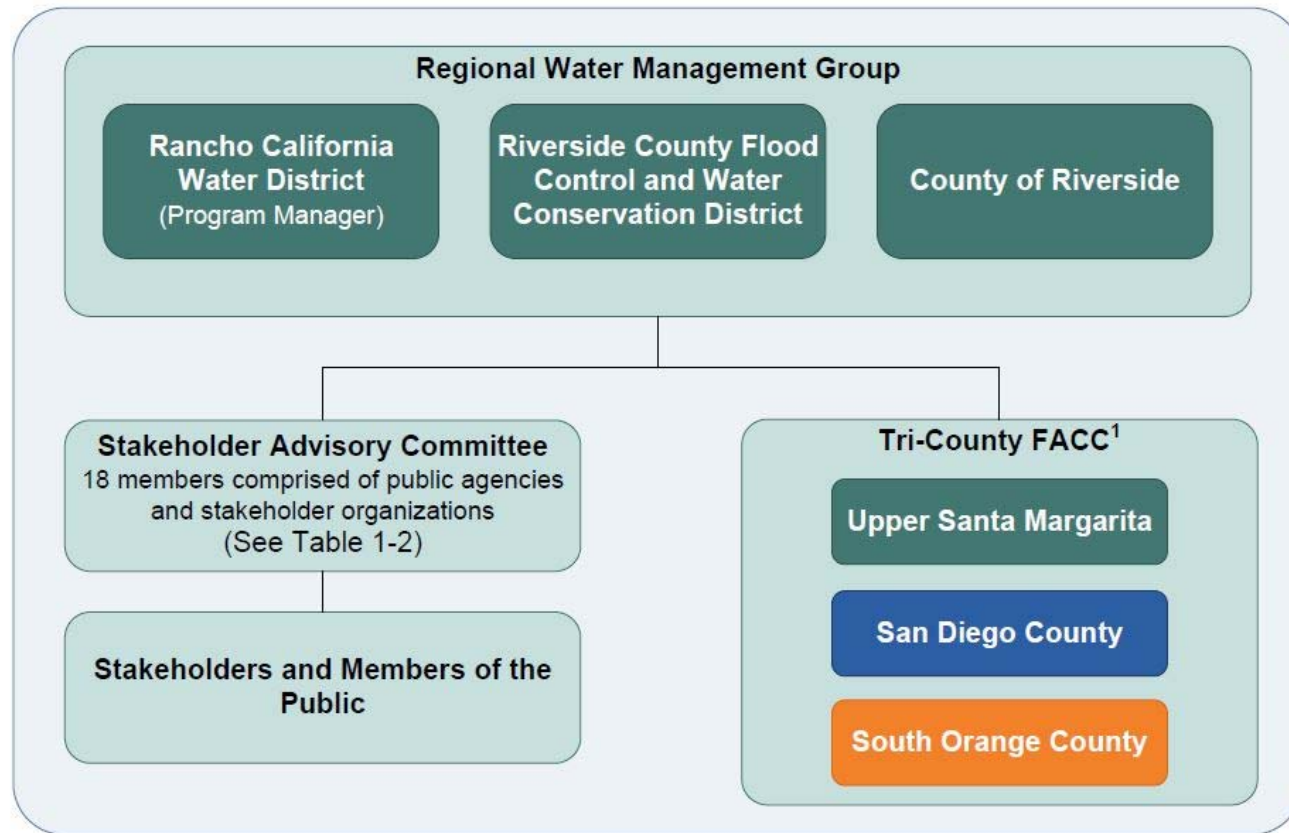 Regional Water Management Group
Rancho California
Water District
(Program Manager)
Riverside County Flood
Control and Water
Conservation District
County of Riverside
Stakeholder Advisory Committee
18 members comprised of public agencies
and stakeholder organizations
(See Table 1-2)
Stakeholders and Members of the
Public
Tri-County FACC¹
Upper Santa Margarita
San Diego County
South Orange County